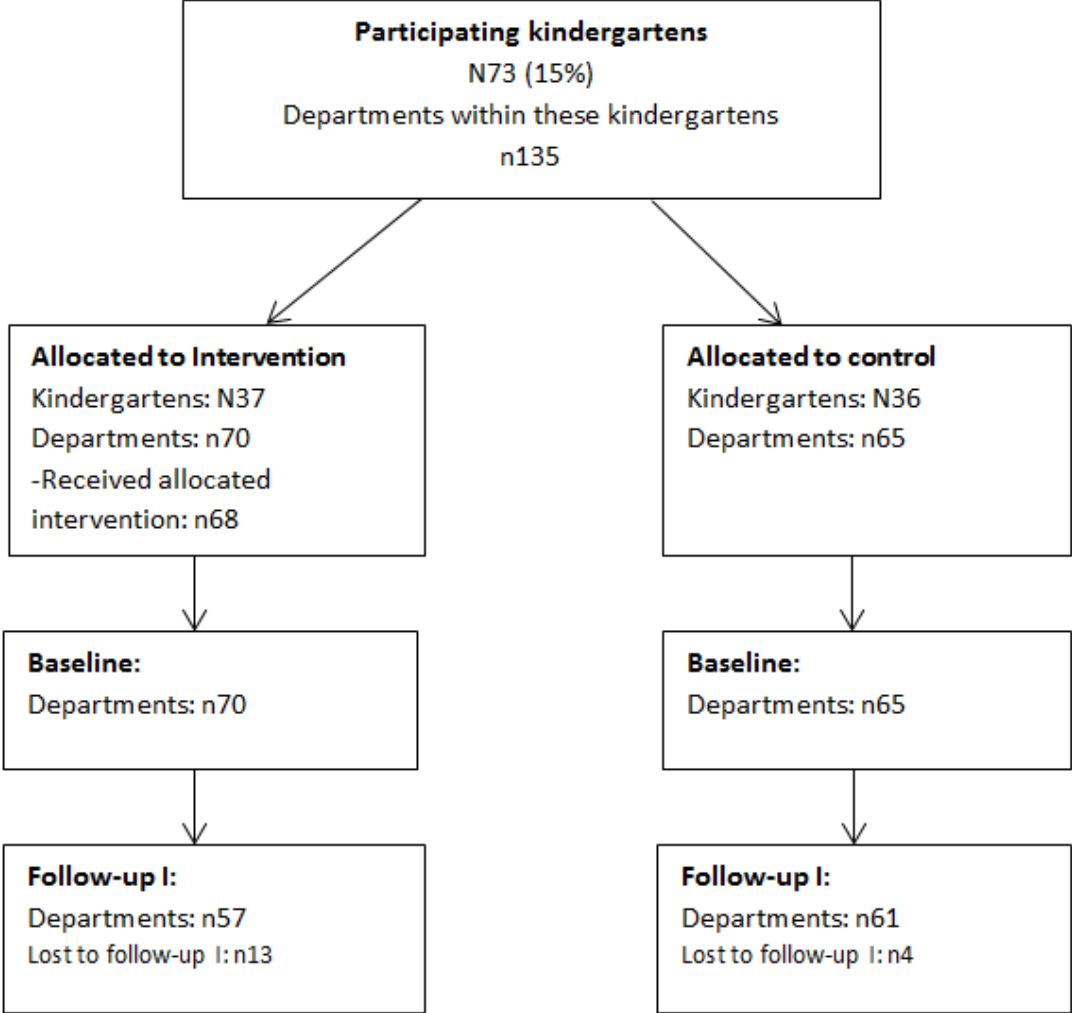 Participating kindergartens
N73 (15%)
Departments within these kindergartens
n135
Allocated to Intervention
Kindergartens: N37
Departments: n70
-Received allocated
intervention: n68
Allocated to control
Kindergartens: N36
Departments: n65
Baseline:
Departments: n70
Baseline:
Departments: n65
Follow-up I:
Departments: n57
Lost to follow-up I: n13
Follow-up I:
Departments: n61
Lost to follow-up I: n4